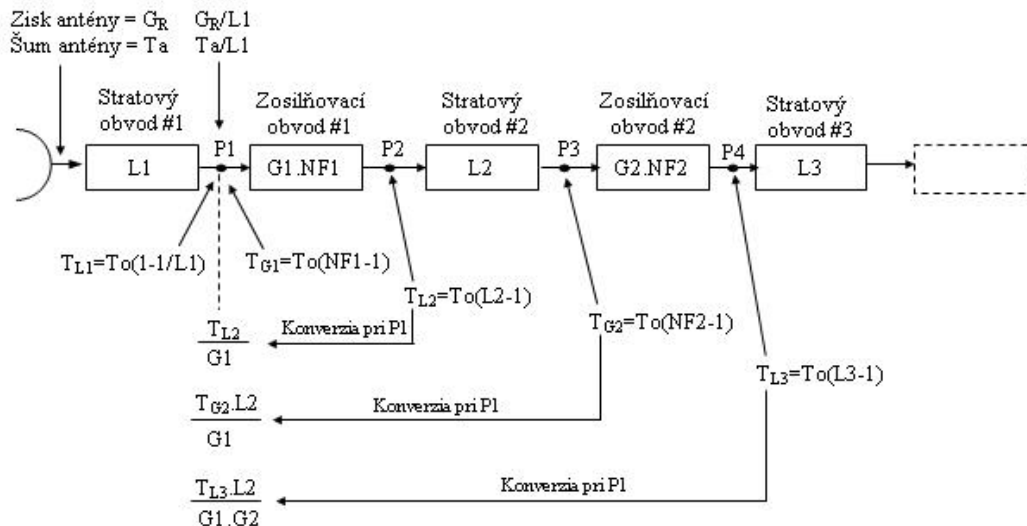 Zisk antény = G_R G_R/L1
Šum antény = Ta Ta/L1
Stratový
obvod #1
Zosilňovací
obvod #1
Stratový
obvod #2
Zosilňovací
obvod #2
Stratový
obvod #3
P1
P2
P3
P4
L1
G1.NF1
L2
G2.NF2
L3
T_L1=To(1-1/L1)
T_G1=To(NF1-1)
T_L2=To(L2-1)
T_G2=To(NF2-1)
T_L3=To(L3-1)
T_L2
G1
Konverzia pri P1
T_G2.L2
G1
Konverzia pri P1
T_L3.L2
G1.G2
Konverzia pri P1